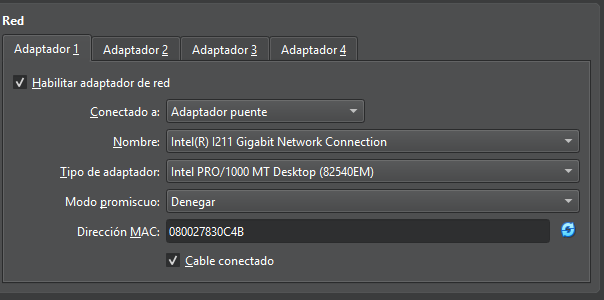 Red
Adaptador 1 Adaptador 2 Adaptador 3 Adaptador 4
Habilitar adaptador de red
Conectado a: Adaptador puente
Nombre: Intel(R) I211 Gigabit Network Connection
Tipo de adaptador: Intel PRO/1000 MT Desktop (82540EM)
Modo promiscuo: Denegar
Dirección MAC: 080027830C4B
Cable conectado